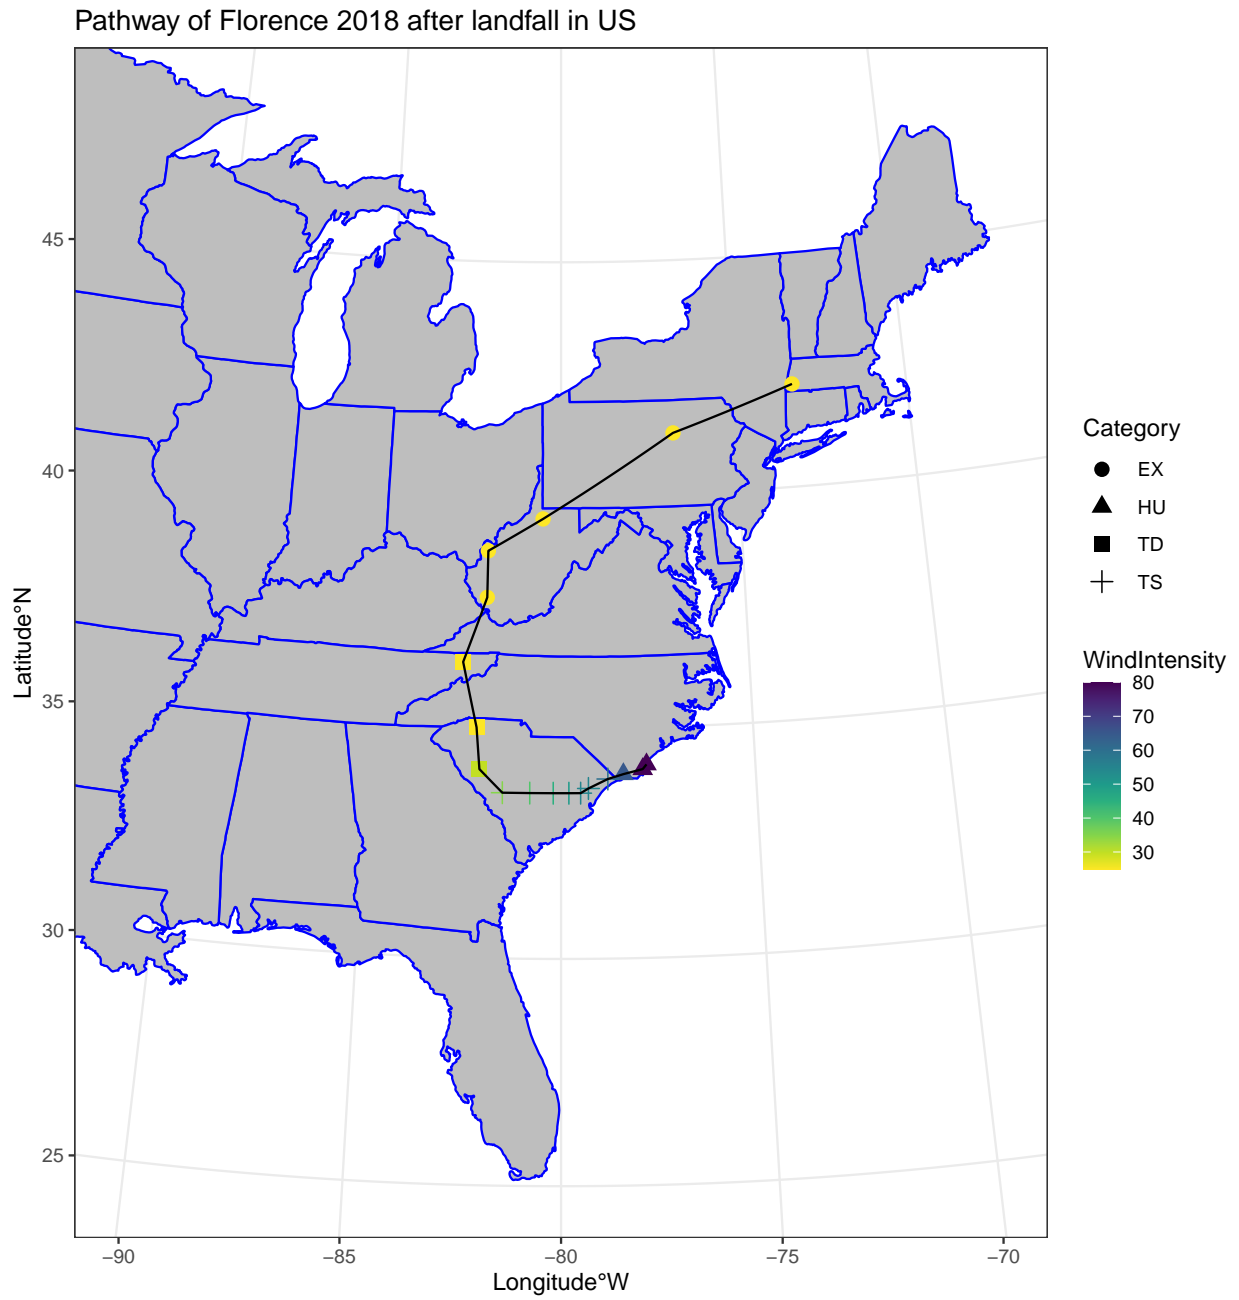 Pathway of Florence 2018 after landfall in US
45
40
35
30
25
Latitude°N
−90
−85
−80
−75
−70
Longitude°W
Category
EX
HU
TD
TS
WindIntensity
80
70
60
50
40
30